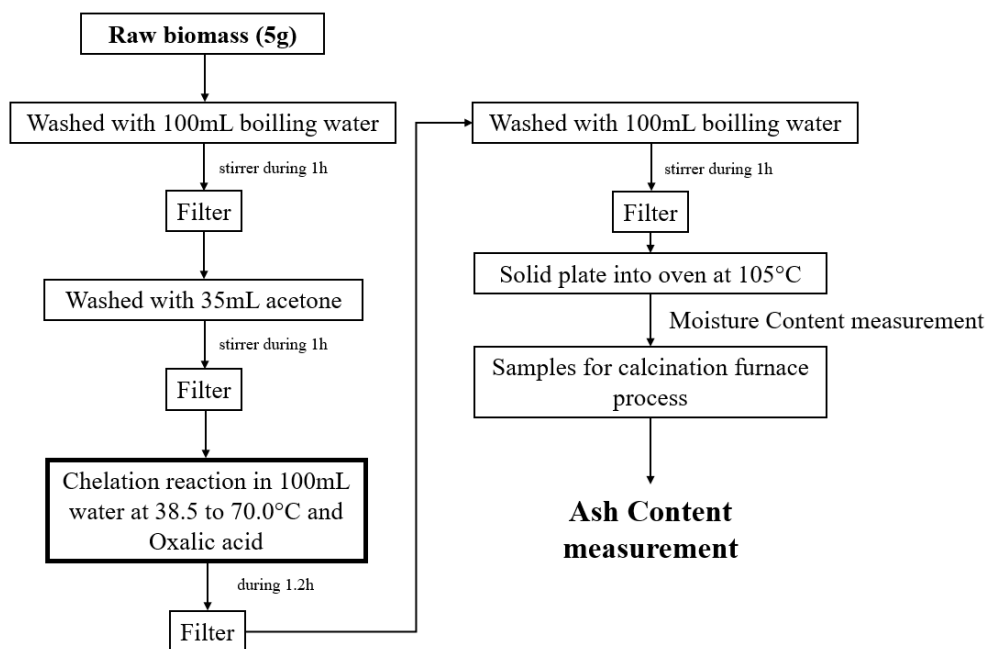 Raw biomass (5g)
Washed with 100mL boilling water
stirrer during 1h
Filter
Washed with 35mL acetone
stirrer during 1h
Filter
Chelation reaction in 100mL
water at 38.5 to 70.0°C and
Oxalic acid
during 1.2h
Filter
Washed with 100mL boilling water
stirrer during 1h
Filter
Solid plate into oven at 105°C
Moisture Content measurement
Samples for calcination furnace
process
Ash Content
measurement